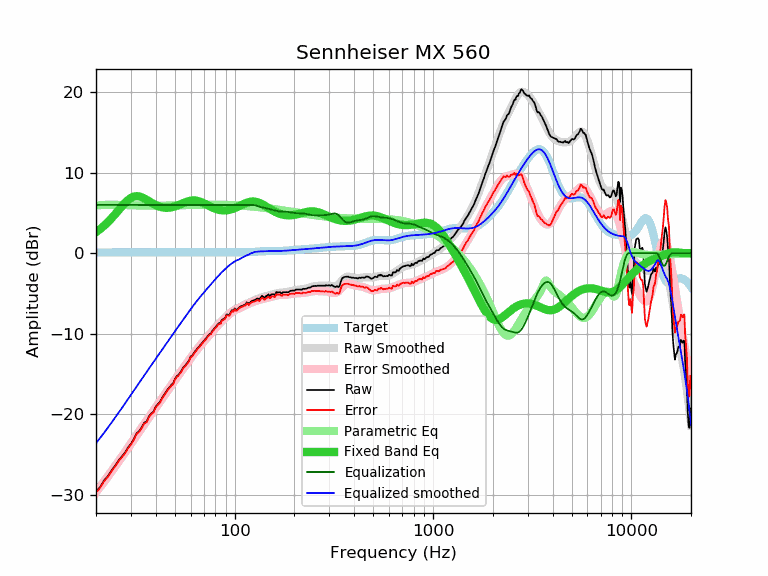 Sennheiser MX 560
20
10
0
−10
−20
−30
Amplitude (dBr)
Target
Raw Smoothed
Error Smoothed
Raw
Error
Parametric Eq
Fixed Band Eq
Equalization
Equalized smoothed
100
1000
10000
Frequency (Hz)